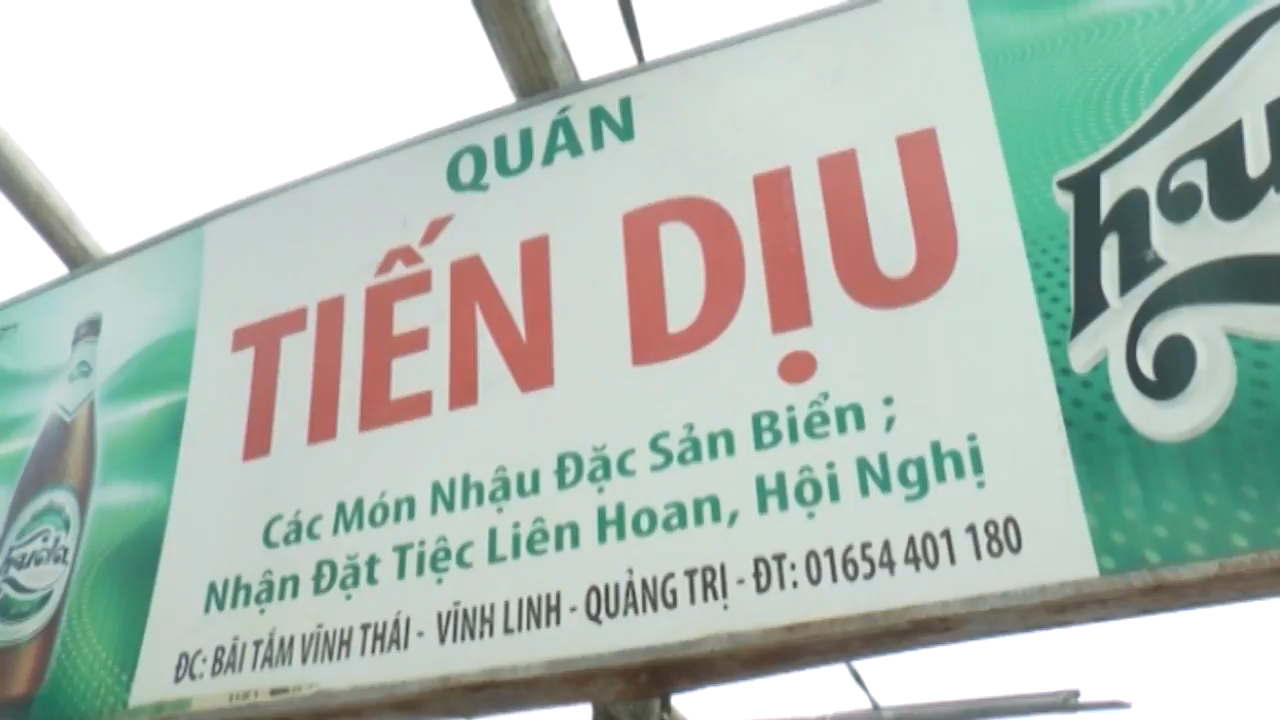 QUÁN
TIẾN DỊU
Các Món Nhậu Đặc Sản Biển ;
Nhận Đặt Tiệc Liên Hoan, Hội Nghị
ĐC: BÃI TẮM VĨNH THÁI - VĨNH LINH - QUẢNG TRỊ - ĐT: 01654 401 180
huda